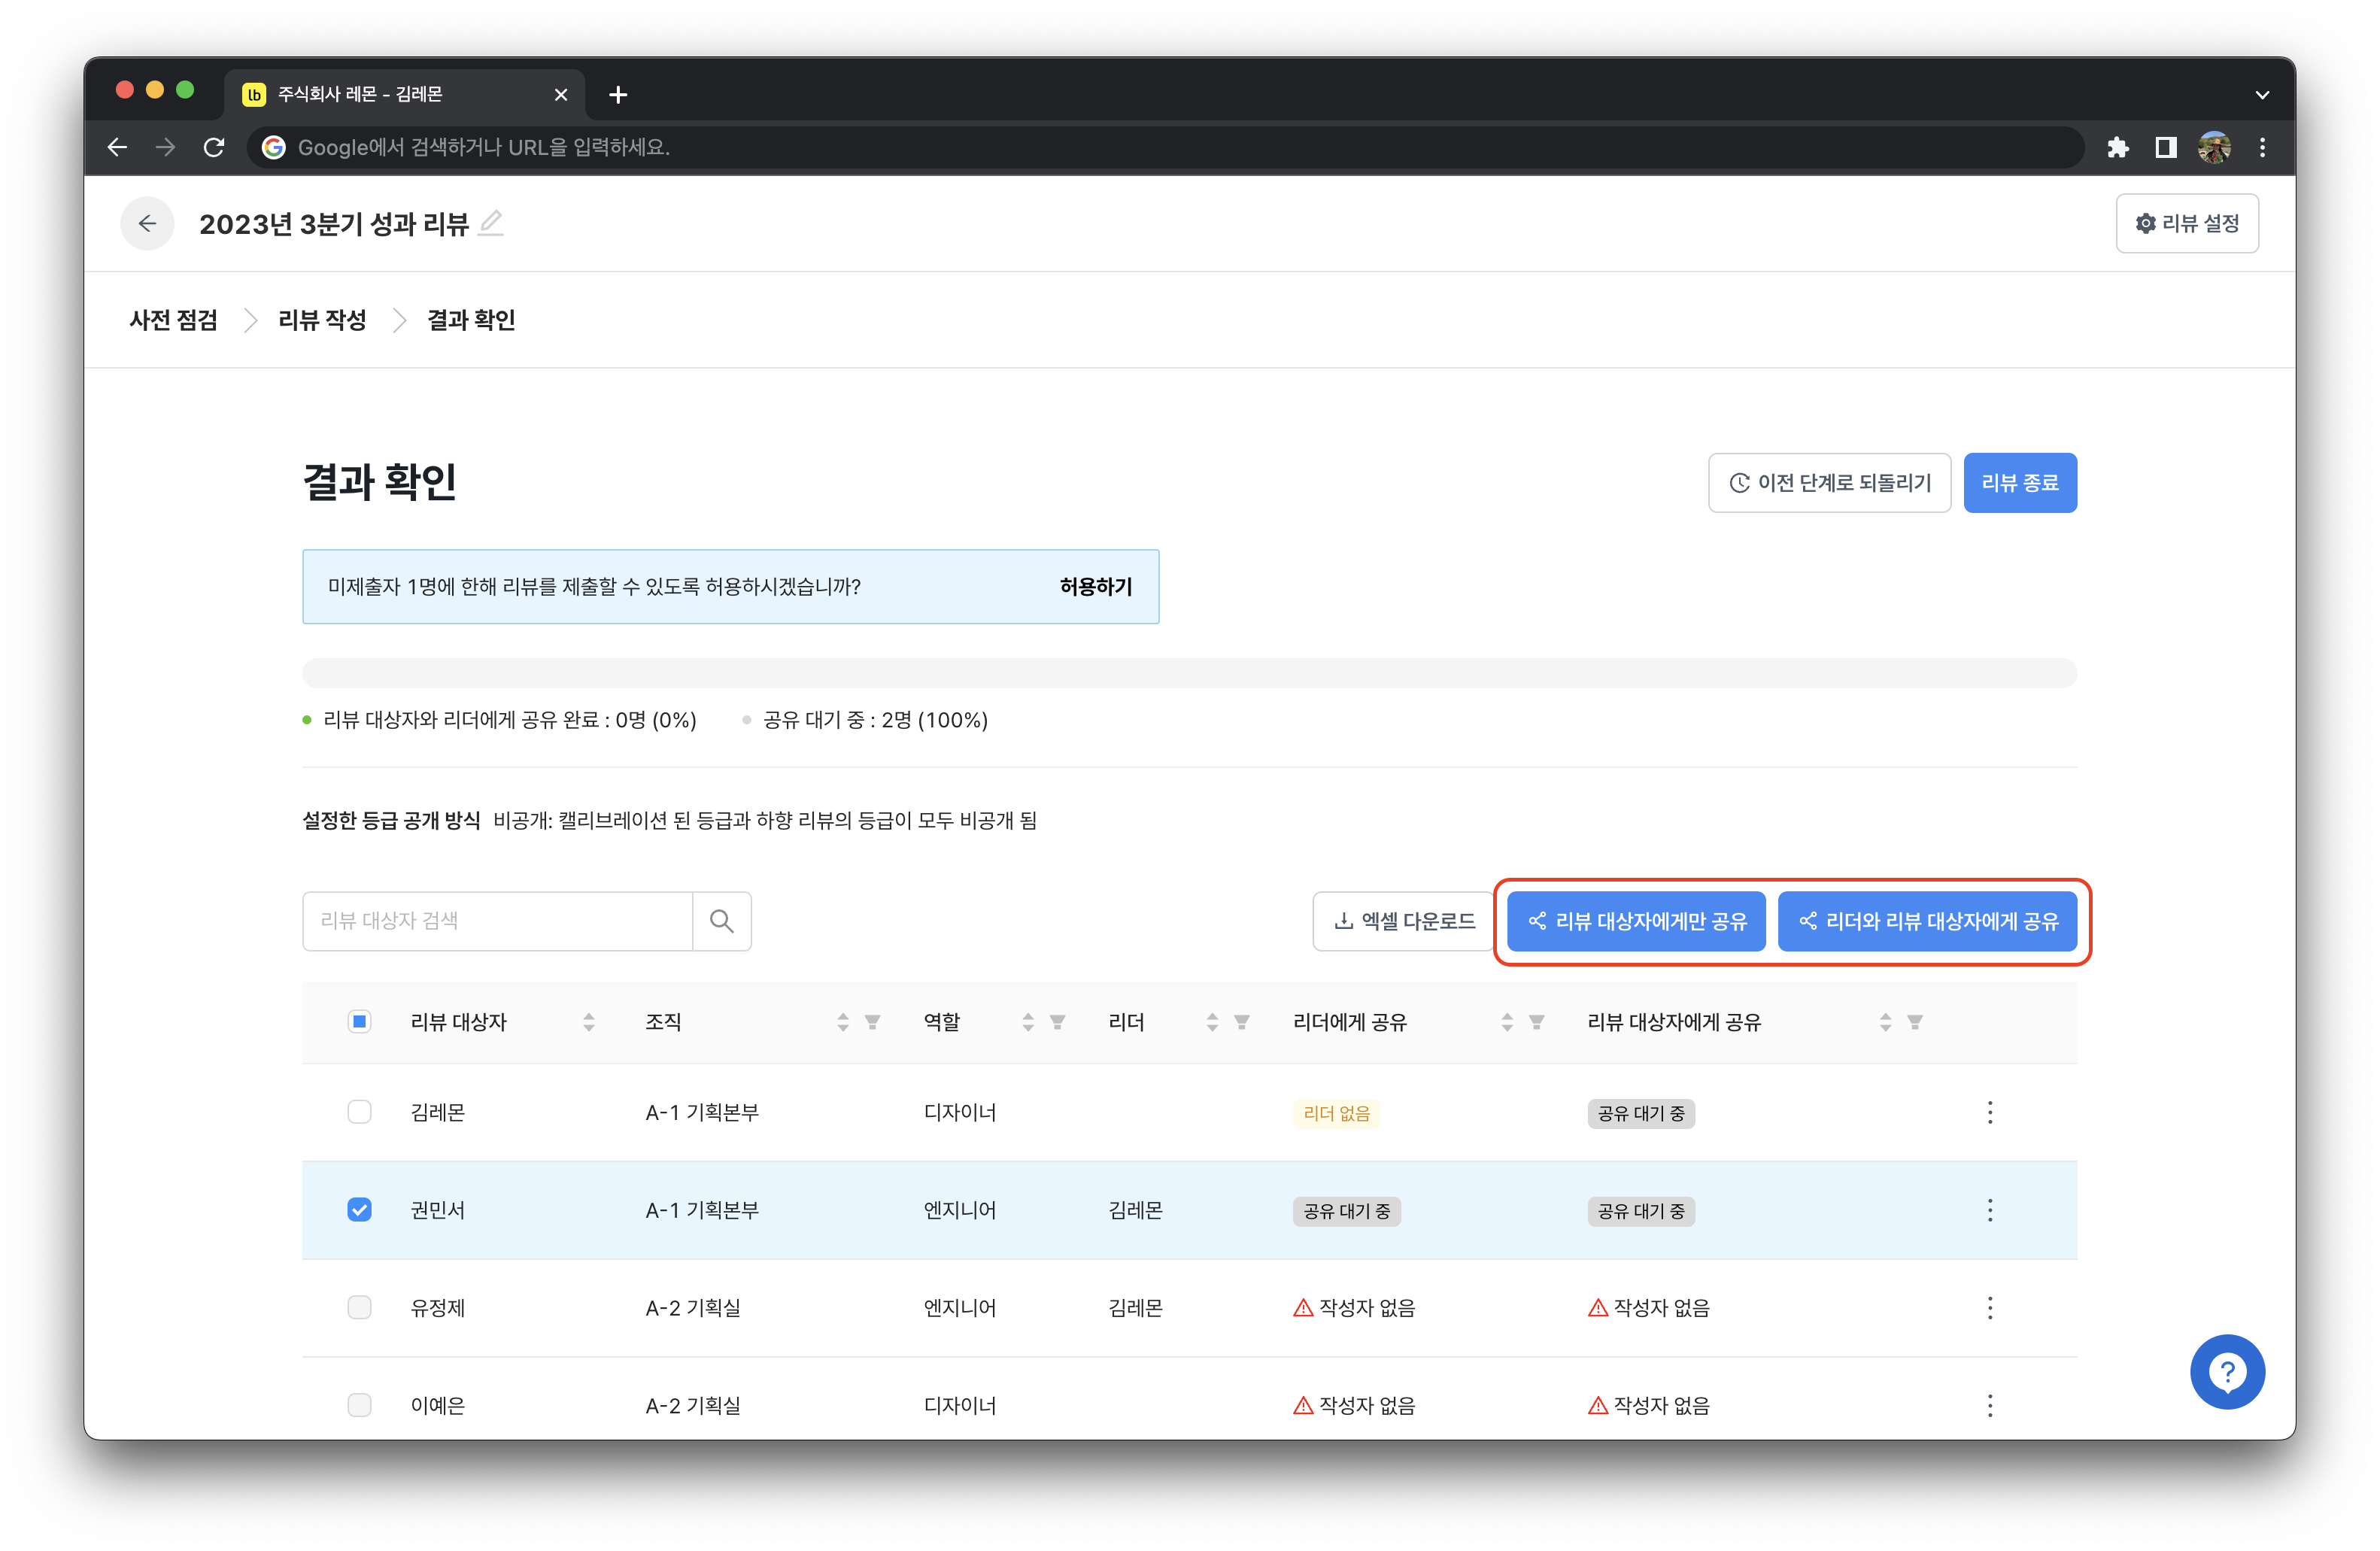 lb 주식회사 레몬 - 김레몬
Google에서 검색하거나 URL을 입력하세요.
2023년 3분기 성과 리뷰
리뷰 설정
사전 점검 리뷰 작성 결과 확인
결과 확인
이전 단계로 되돌리기 리뷰 종료
미제출자 1명에 한해 리뷰를 제출할 수 있도록 허용하시겠습니까? 허용하기
리뷰 대상자와 리더에게 공유 완료 : 0명 (0%) 공유 대기 중 : 2명 (100%)
설정한 등급 공개 방식 비공개: 캘리브레이션 된 등급과 하향 리뷰의 등급이 모두 비공개 됨
리뷰 대상자 검색 엑셀 다운로드 리뷰 대상자에게만 공유 리더와 리뷰 대상자에게 공유
리뷰 대상자 조직 역할 리더 리더에게 공유 리뷰 대상자에게 공유
김레몬 A-1 기획본부 디자이너 리더 없음 공유 대기 중
권민서 A-1 기획본부 엔지니어 김레몬 공유 대기 중 공유 대기 중
유정제 A-2 기획실 엔지니어 김레몬 작성자 없음 작성자 없음
이예은 A-2 기획실 디자이너 작성자 없음 작성자 없음